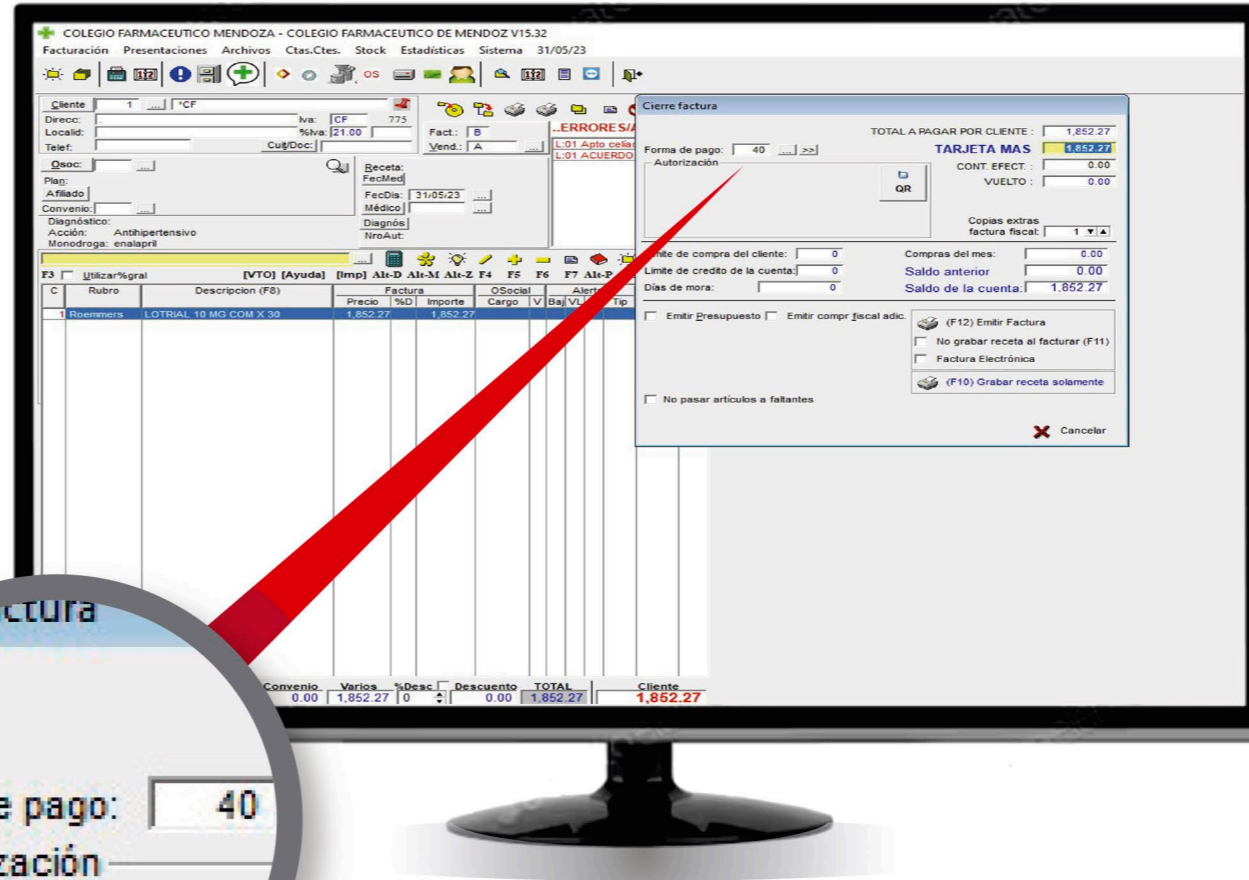 COLEGIO FARMACEUTICO MENDOZA - COLEGIO FARMACEUTICO DE MENDOZ V15.32
Facturación Presentaciones Archivos Ctas.Ctes. Stock Estadísticas Sistema 31/05/23
OS
Cliente 1 ... *CF
Direcc: . Iva: CF 775
Localid: %Iva: 21.00 Fact.: B
Telef: Cuit/Doc: Vend.: A ...
..ERRORES/A
L:01 Apto celia
L:01 ACUERDO
Osoc: ... Receta:
Plan: FecMed
Afiliado FecDis: 31/05/23 ...
Convenio: ... Médico ...
Diagnóstico: Diagnós
Acción: Antihipertensivo NroAut:
Monodroga: enalapril
...
F3 Utilizar%gral [VTO] [Ayuda] [Imp] Alt-D Alt-M Alt-Z F4 F5 F6 F7 Alt-P
C Rubro Descripcion (F8) Factura OSocial Alert
Precio %D Importe Cargo V Baj VL Tip
1 Roemmers LOTRIAL 10 MG COM X 30 1,852.27 1,852.27
Convenio Varios %Desc Descuento TOTAL Cliente
0.00 1,852.27 0 0.00 1,852.27 1,852.27
Cierre factura
TOTAL A PAGAR POR CLIENTE : 1,852.27
Forma de pago: 40 ... >> TARJETA MAS 1,852.27
Autorización CONT. EFECT. : 0.00
QR VUELTO : 0.00
Copias extras
factura fiscal: 1
limite de compra del cliente: 0 Compras del mes: 0.00
Limite de credito de la cuenta: 0 Saldo anterior 0.00
Días de mora: 0 Saldo de la cuenta: 1,852.27
Emitir Presupuesto Emitir compr fiscal adic.
(F12) Emitir Factura
No grabar receta al facturar (F11)
Factura Electrónica
(F10) Grabar receta solamente
No pasar artículos a faltantes
Cancelar
ctura
e pago: 40
zación